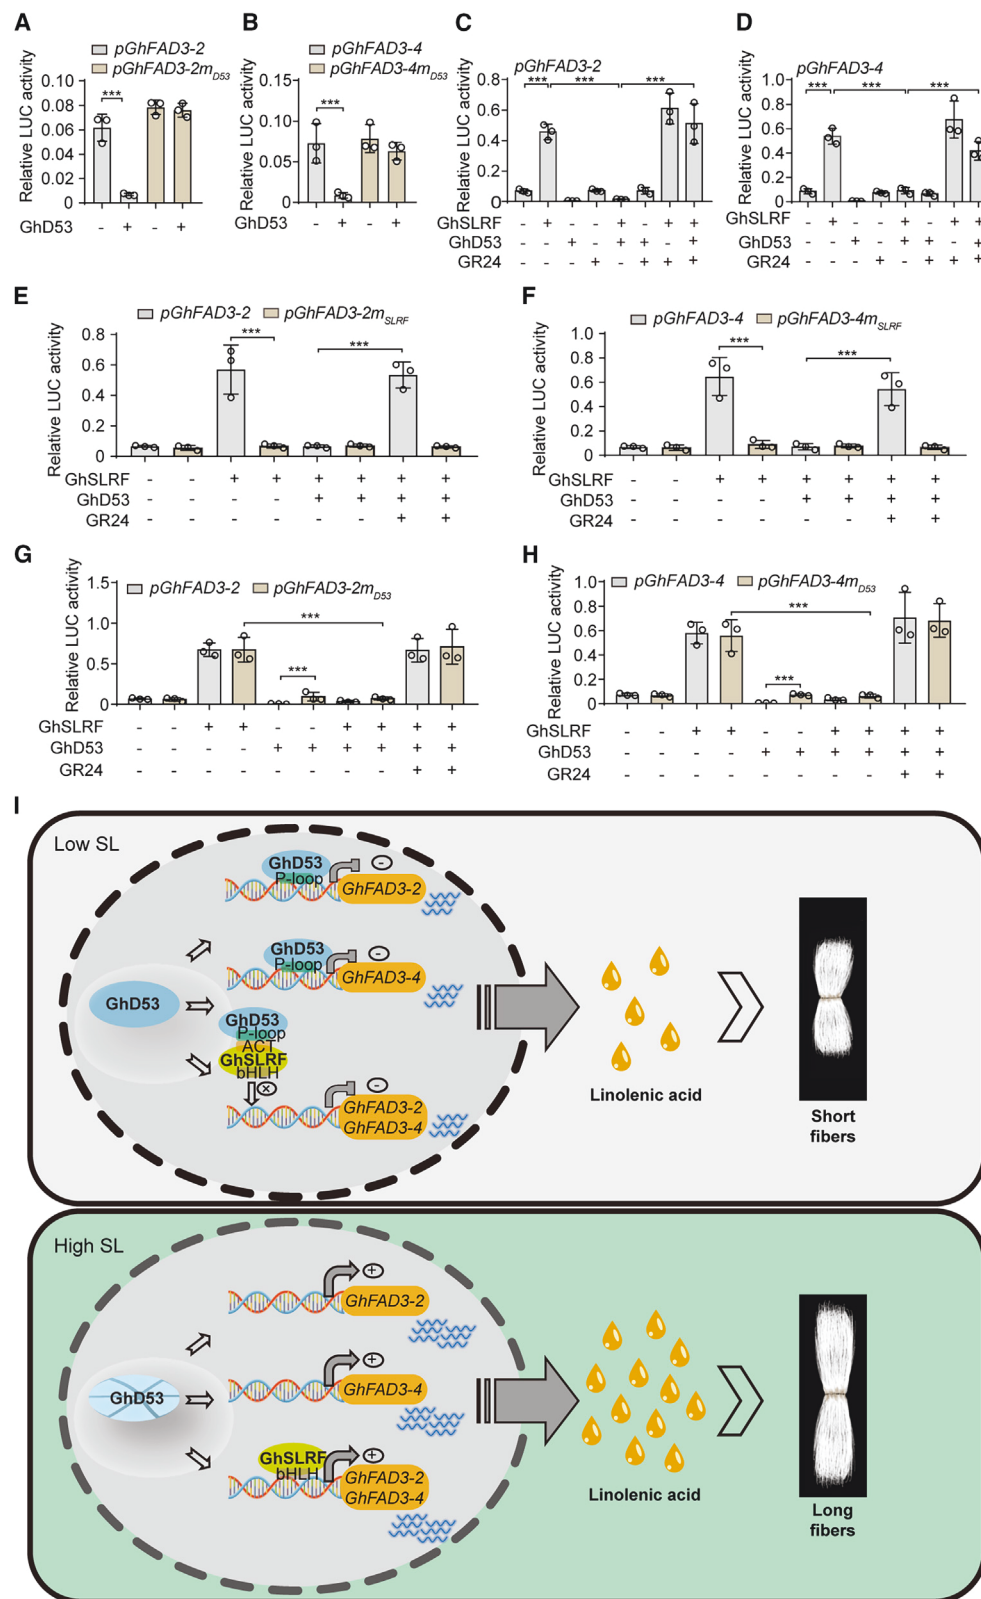 A
pGhFAD3-2
pGhFAD3-2mD53
Relative LUC activity
0.10
0.08
0.06
0.04
0.02
0
***
GhD53
- + - +
B
pGhFAD3-4
pGhFAD3-4mD53
Relative LUC activity
0.15
0.10
0.05
0
***
GhD53
- + - +
C
pGhFAD3-2
Relative LUC activity
0.8
0.6
0.4
0.2
0
*** *** ***
GhSLRF - + - - + - + +
GhD53 - - + - + + - +
GR24 - - - + - + + +
D
pGhFAD3-4
Relative LUC activity
1.0
0.8
0.6
0.4
0.2
0
*** *** ***
GhSLRF - + - - + - + +
GhD53 - - + - + + - +
GR24 - - - + - + + +
E
pGhFAD3-2
pGhFAD3-2mSLRF
Relative LUC activity
0.8
0.6
0.4
0.2
0
*** ***
GhSLRF - - + + + + + +
GhD53 - - - - + + + +
GR24 - - - - - - + +
F
pGhFAD3-4
pGhFAD3-4mSLRF
Relative LUC activity
1.0
0.8
0.6
0.4
0.2
0
*** ***
GhSLRF - - + + + + + +
GhD53 - - - - + + + +
GR24 - - - - - - + +
G
pGhFAD3-2
pGhFAD3-2mD53
Relative LUC activity
1.5
1.0
0.5
0
*** ***
GhSLRF - - + + - - + + + +
GhD53 - - - - + + + + + +
GR24 - - - - - - - - + +
H
pGhFAD3-4
pGhFAD3-4mD53
Relative LUC activity
1.0
0.8
0.6
0.4
0.2
0
*** ***
GhSLRF - - + + - - + + + +
GhD53 - - - - + + + + + +
GR24 - - - - - - - - + +
I
Low SL
GhD53
P-loop
-
GhFAD3-2
GhD53
P-loop
-
GhFAD3-4
GhD53
GhD53
P-loop
ACT
GhSLRF
bHLH
×
-
GhFAD3-2
GhFAD3-4
Linolenic acid
Short
fibers
High SL
+
GhFAD3-2
+
GhFAD3-4
GhD53
GhSLRF
bHLH
+
GhFAD3-2
GhFAD3-4
Linolenic acid
Long
fibers